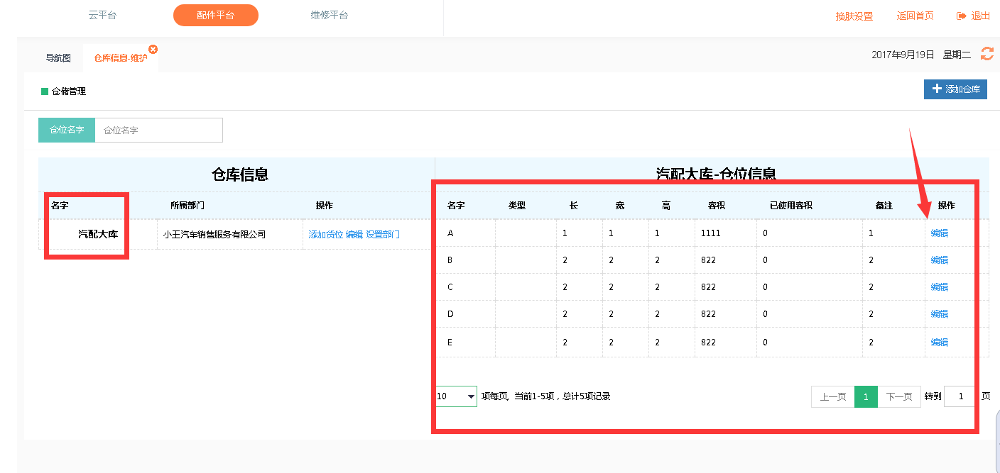 云平台 配件平台 维修平台 换肤设置 返回首页 退出
导航图 仓库信息-维护 2017年9月19日 星期二
仓储管理 添加仓库
仓位名字 仓位名字
仓库信息 汽配大库-仓位信息
名字 所属部门 操作 名字 类型 长 宽 高 容积 已使用容积 备注 操作
汽配大库 小王汽车销售服务有限公司 添加货位 编辑 设置部门 A 1 1 1 1111 0 1 编辑
B 2 2 2 822 0 2 编辑
C 2 2 2 822 0 2 编辑
D 2 2 2 822 0 2 编辑
E 2 2 2 822 0 2 编辑
10 项每页, 当前1-5项，总计5项记录 上一页 1 下一页 转到 1 页